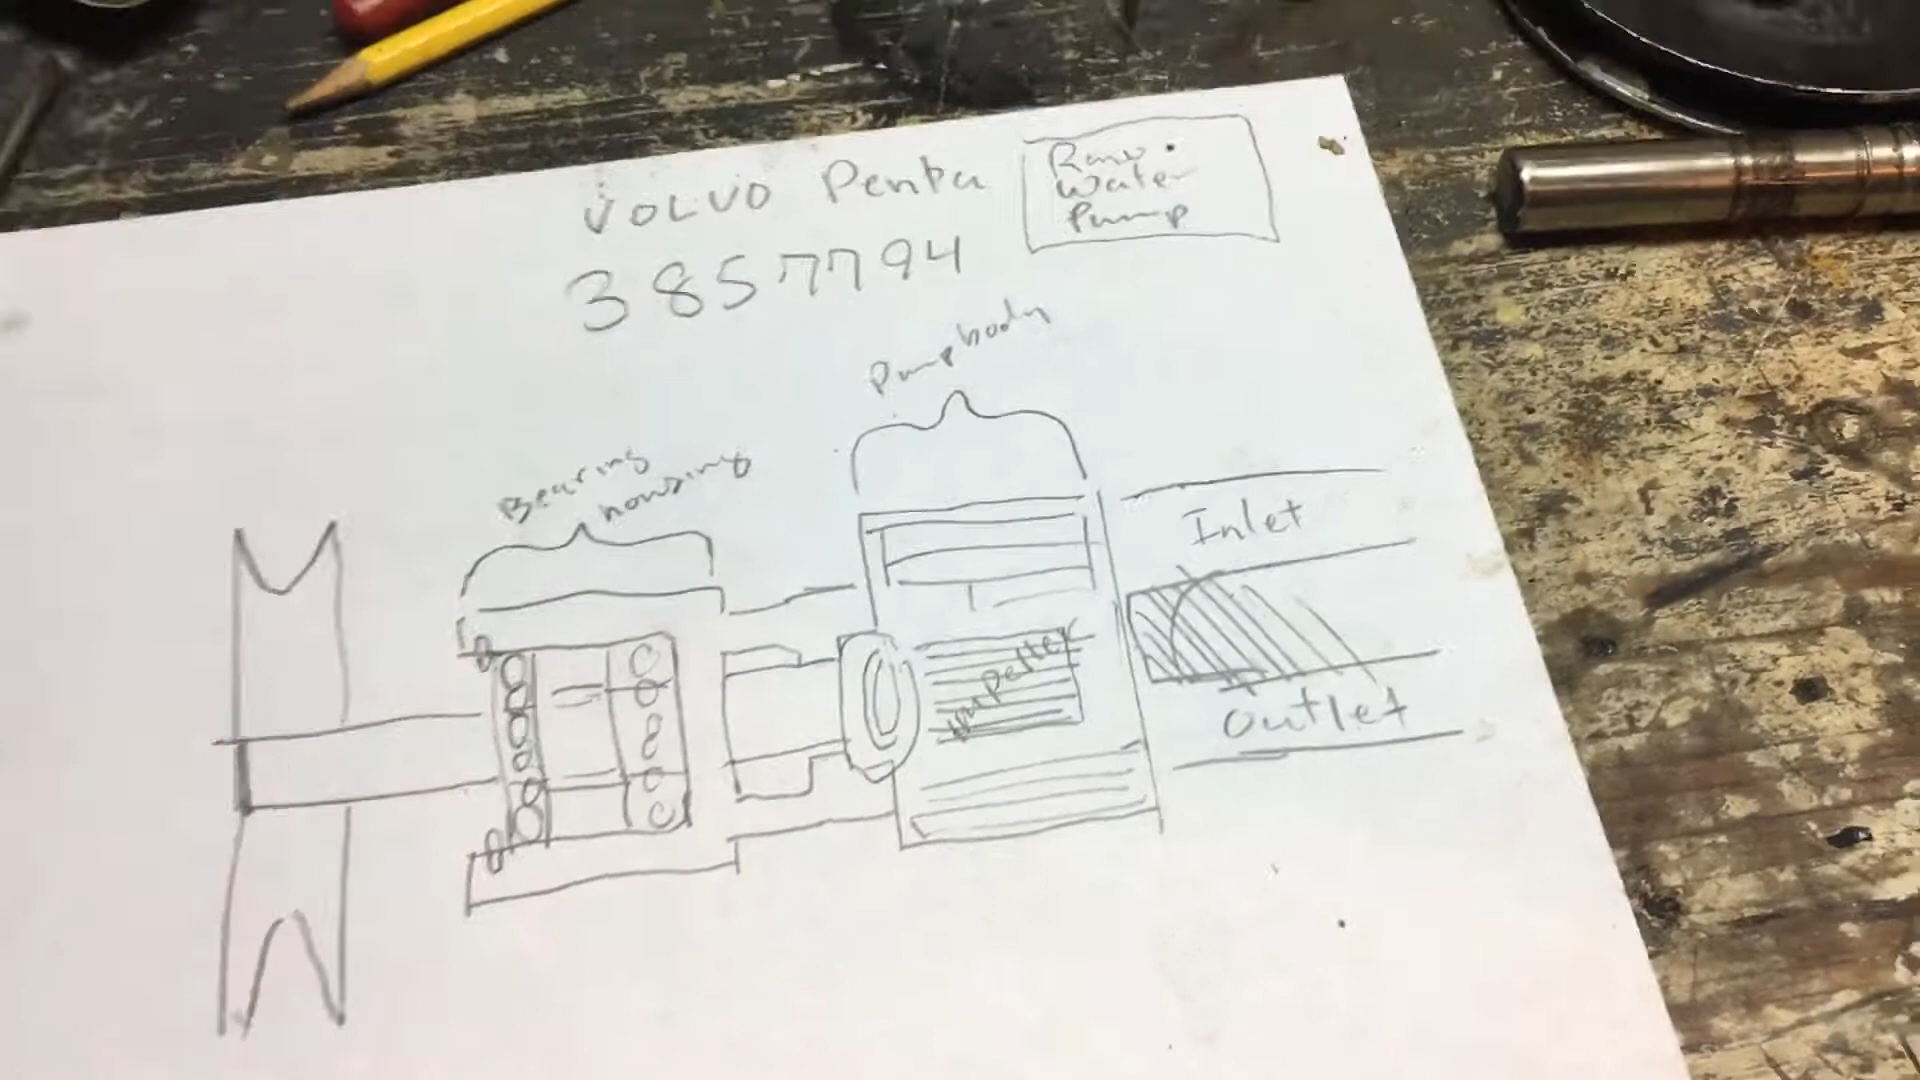 VOLVO Penta
Raw
Water
Pump
3857794
Pump body
Bearing
housing
Inlet
Impeller
Outlet